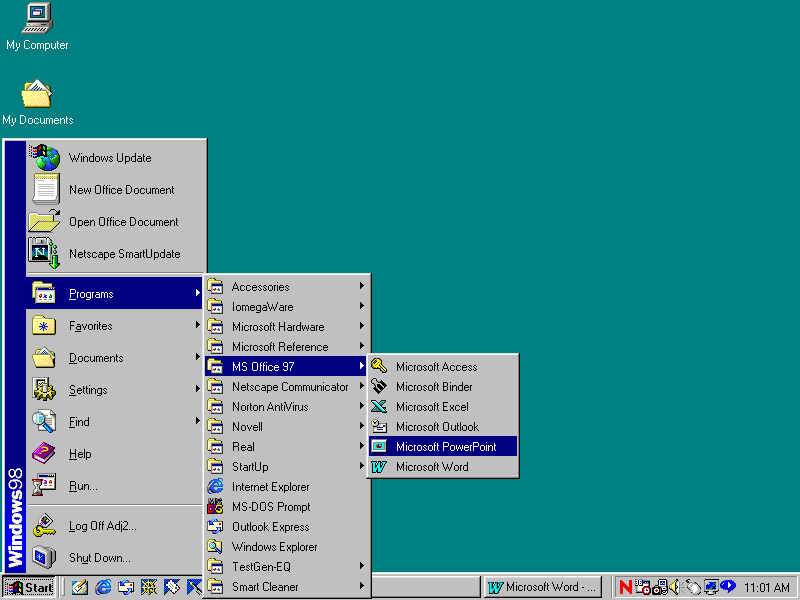 My Computer
My Documents
Windows Update
New Office Document
Open Office Document
Netscape SmartUpdate
Programs
Favorites
Documents
Settings
Find
Help
Run...
Log Off Adj2...
Shut Down...
Windows98
Accessories
IomegaWare
Microsoft Hardware
Microsoft Reference
MS Office 97
Netscape Communicator
Norton AntiVirus
Novell
Real
StartUp
Internet Explorer
MS-DOS Prompt
Outlook Express
Windows Explorer
TestGen-EQ
Smart Cleaner
Microsoft Access
Microsoft Binder
Microsoft Excel
Microsoft Outlook
Microsoft PowerPoint
Microsoft Word
Start
Microsoft Word - ...
11:01 AM